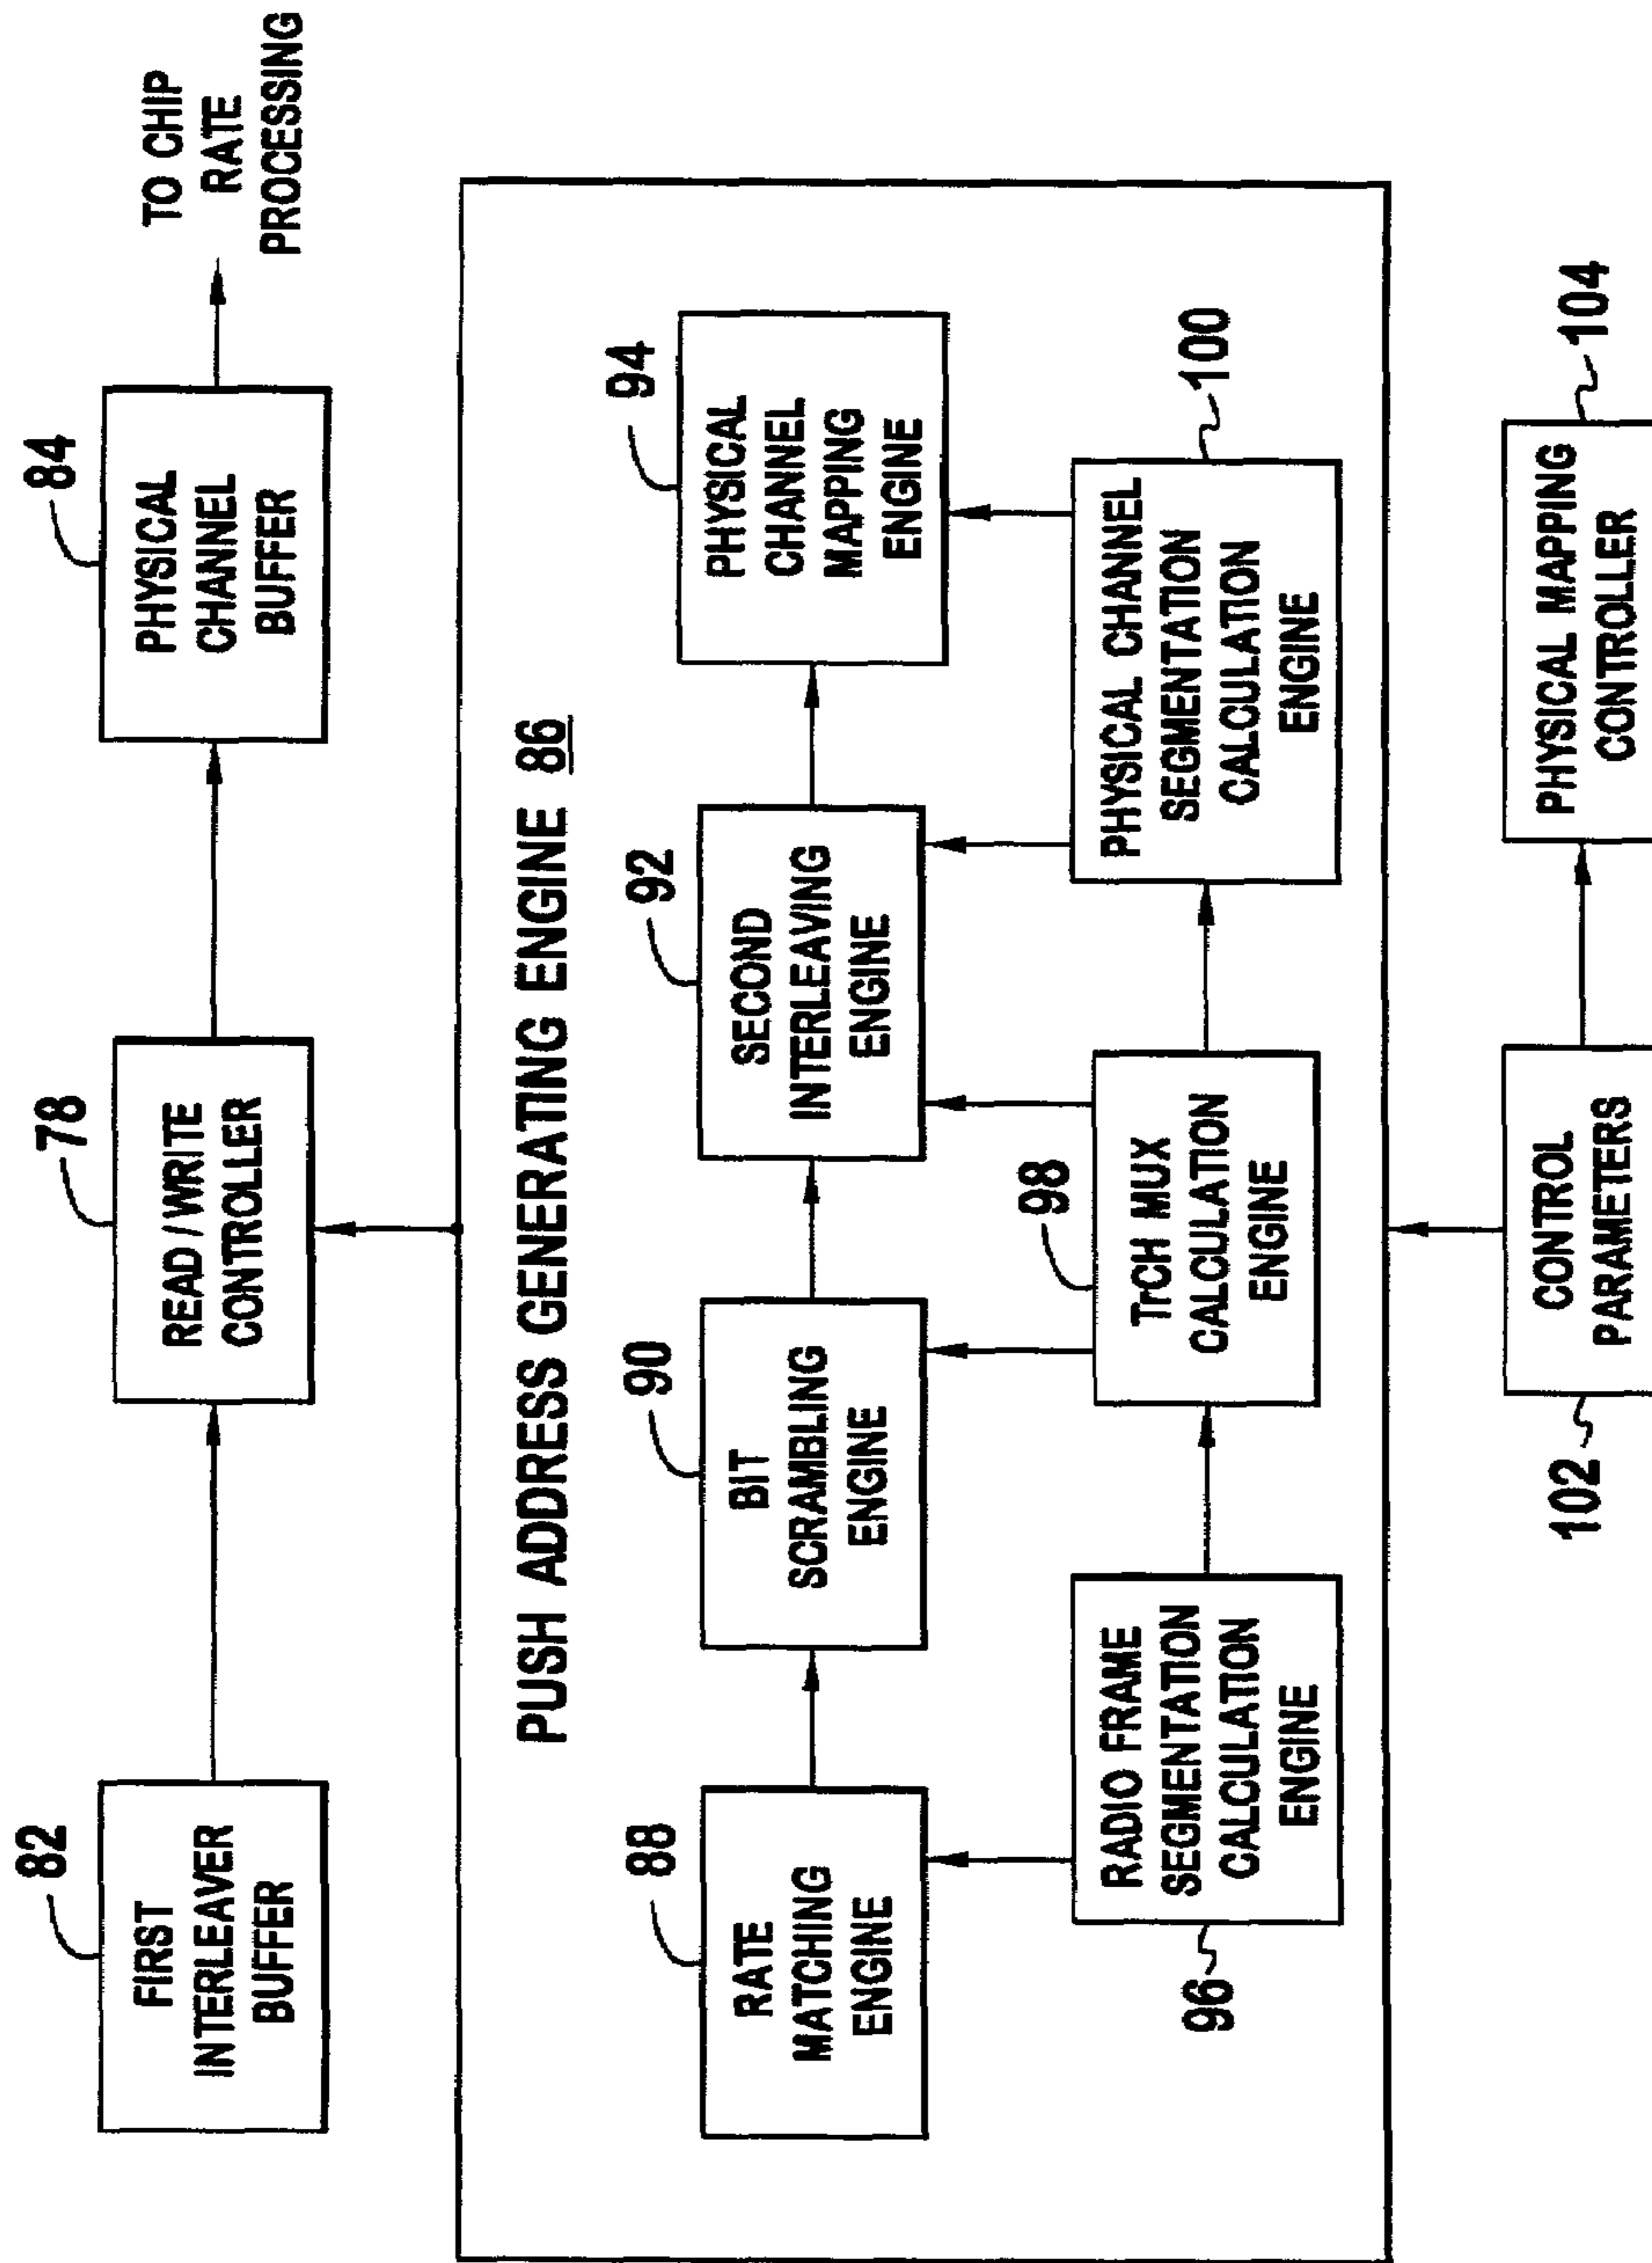 82
FIRST
INTERLEAVER
BUFFER
78
READ/WRITE
CONTROLLER
84
PHYSICAL
CHANNEL
BUFFER
TO CHIP
RATE
PROCESSING
PUSH ADDRESS GENERATING ENGINE 86
88
RATE
MATCHING
ENGINE
90
BIT
SCRAMBLING
ENGINE
92
SECOND
INTERLEAVING
ENGINE
94
PHYSICAL
CHANNEL
MAPPING
ENGINE
96
RADIO FRAME
SEGMENTATION
CALCULATION
ENGINE
98
TrCH MUX
CALCULATION
ENGINE
100
PHYSICAL CHANNEL
SEGMENTATION
CALCULATION
ENGINE
102
CONTROL
PARAMETERS
PHYSICAL MAPPING
CONTROLLER
104